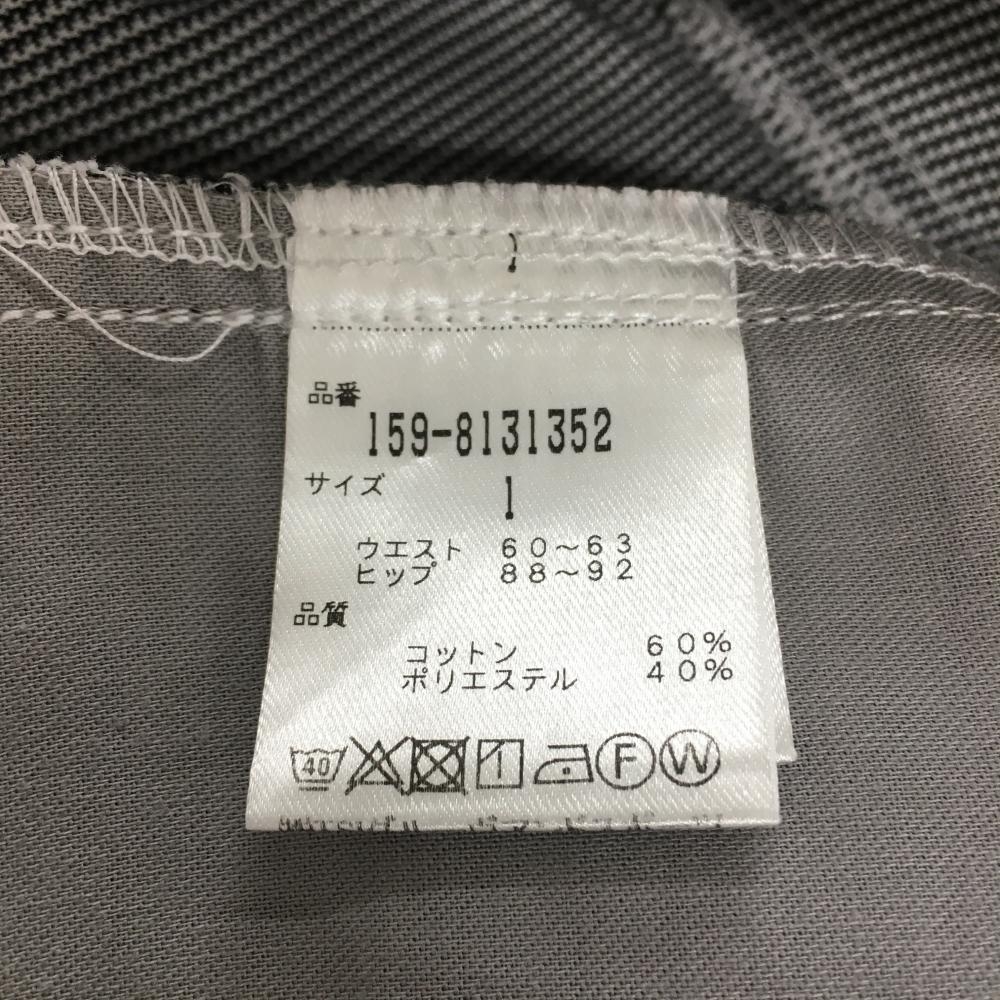 品番
159-8131352
サイズ
1
ウエスト 60~63
ヒップ 88~92
品質
コットン 60%
ポリエステル 40%
40 1 F W